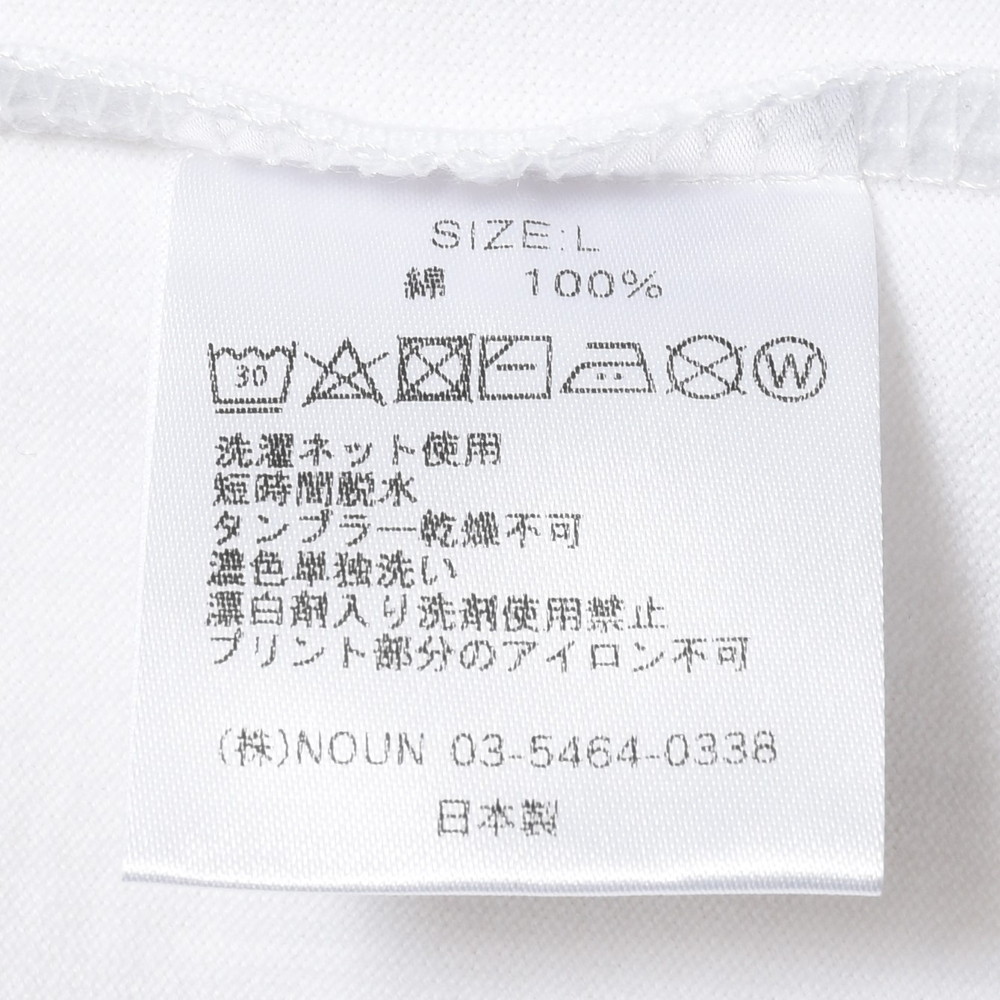 SIZE:L
綿 100%
30 W
洗濯ネット使用
短時間脱水
タンブラー乾燥不可
濃色単独洗い
漂白剤入り洗剤使用禁止
プリント部分のアイロン不可
(株)NOUN 03-5464-0338
日本製